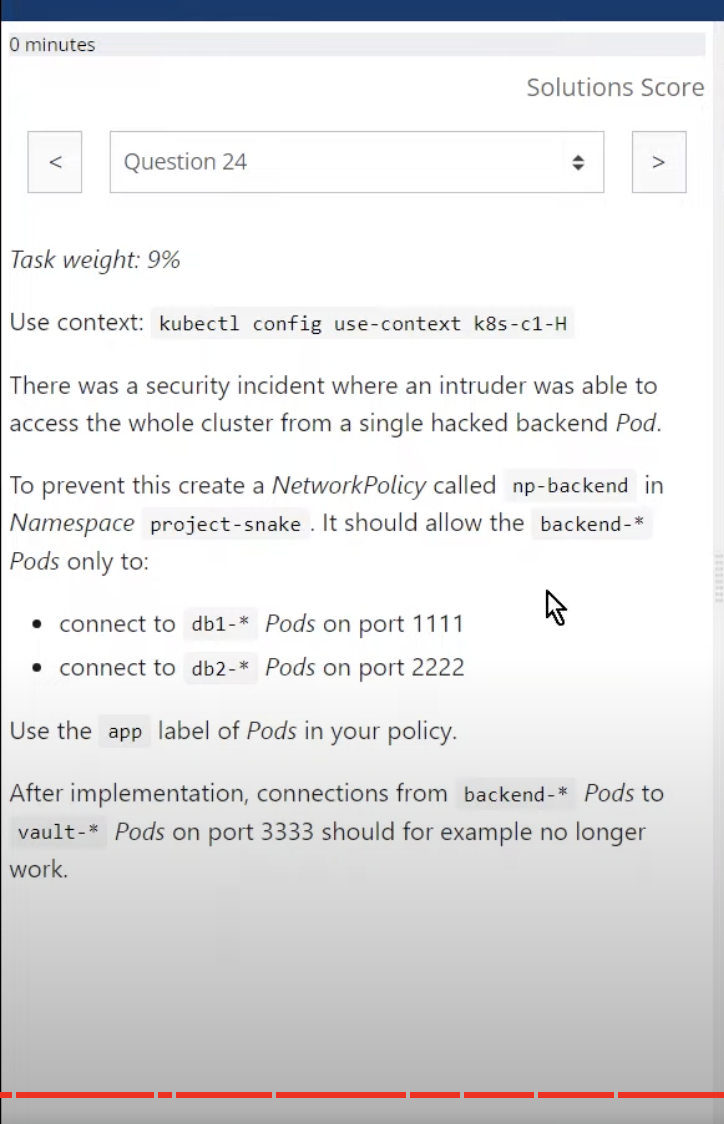 0 minutes
Solutions Score
<
Question 24
>
Task weight: 9%
Use context: kubectl config use-context k8s-c1-H
There was a security incident where an intruder was able to
access the whole cluster from a single hacked backend Pod.
To prevent this create a NetworkPolicy called np-backend in
Namespace project-snake . It should allow the backend-*
Pods only to:
• connect to db1-* Pods on port 1111
• connect to db2-* Pods on port 2222
Use the app label of Pods in your policy.
After implementation, connections from backend-* Pods to
vault-* Pods on port 3333 should for example no longer
work.